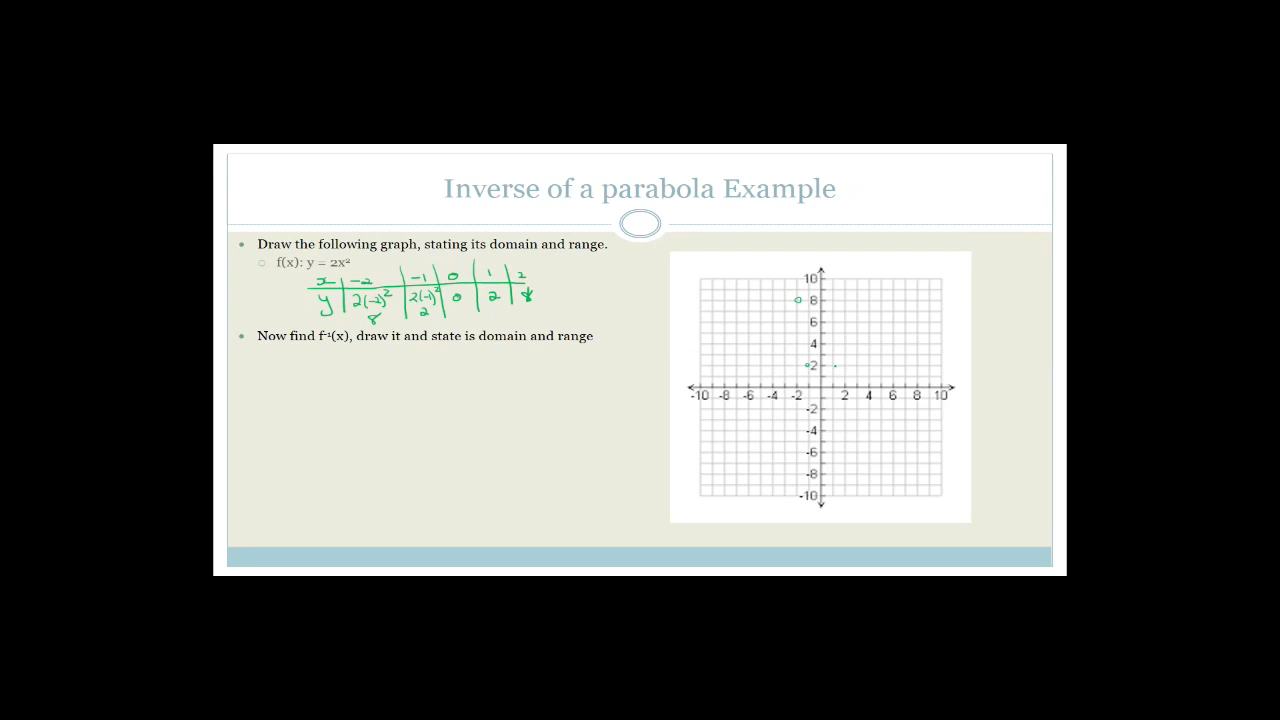 Inverse of a parabola Example
• Draw the following graph, stating its domain and range.
○ f(x): y = 2x²
x | -2 | -1 | 0 | 1 | 2
y | 2(-2)² | 2(-1)² | 0 | 2 | 8
8 2
• Now find f⁻¹(x), draw it and state is domain and range
10
8
6
4
2
-10 -8 -6 -4 -2 2 4 6 8 10
-2
-4
-6
-8
-10